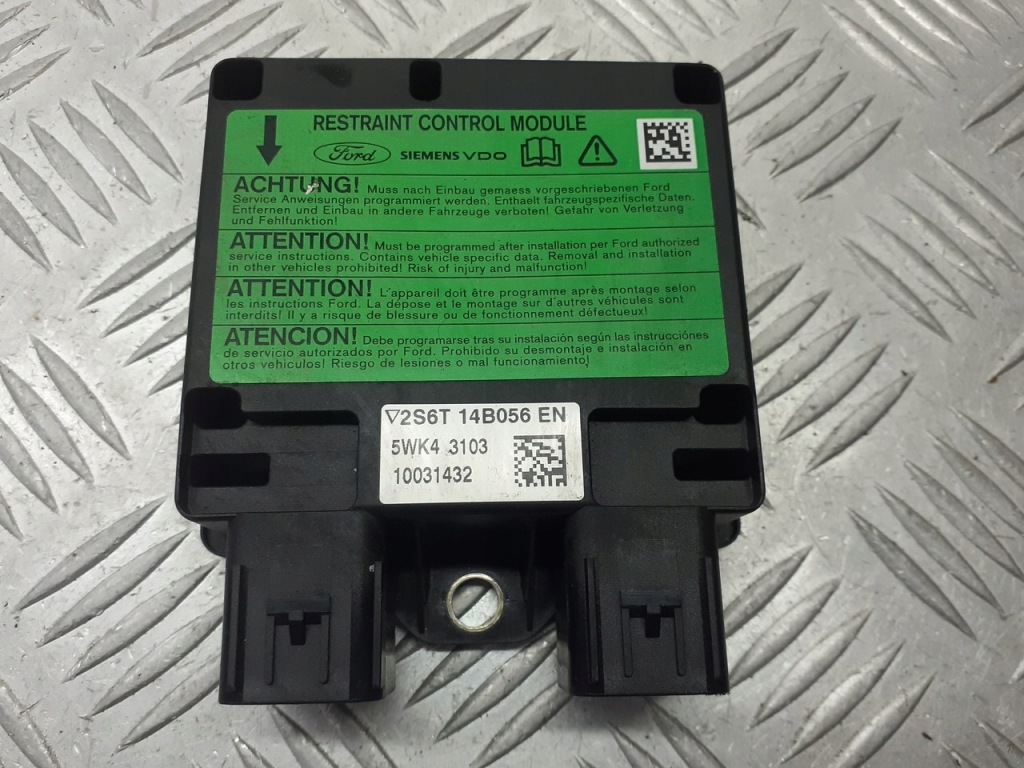 RESTRAINT CONTROL MODULE
Ford SIEMENS VDO
ACHTUNG! Muss nach Einbau gemaess vorgeschriebenen Ford
Service Anweisungen programmiert werden. Enthaelt fahrzeugspezifische Daten.
Entfernen und Einbau in andere Fahrzeuge verboten! Gefahr von Verletzung
und Fehlfunktion!
ATTENTION! Must be programmed after installation per Ford authorized
service instructions. Contains vehicle specific data. Removal and installation
in other vehicles prohibited! Risk of injury and malfunction!
ATTENTION! L'appareil doit être programme après montage selon
les instructions Ford. La dépose et le montage sur d'autres véhicules sont
interdits! Il y a risque de blessure ou de fonctionnement défectueux!
ATENCION! Debe programarse tras su instalación según las instrucciónes
de servicio autorizados por Ford. Prohibido su desmontaje e instalación en
otros vehiculos! Riesgo de lesiones o mal funcionamiento!
▽2S6T 14B056 EN
5WK4 3103
10031432